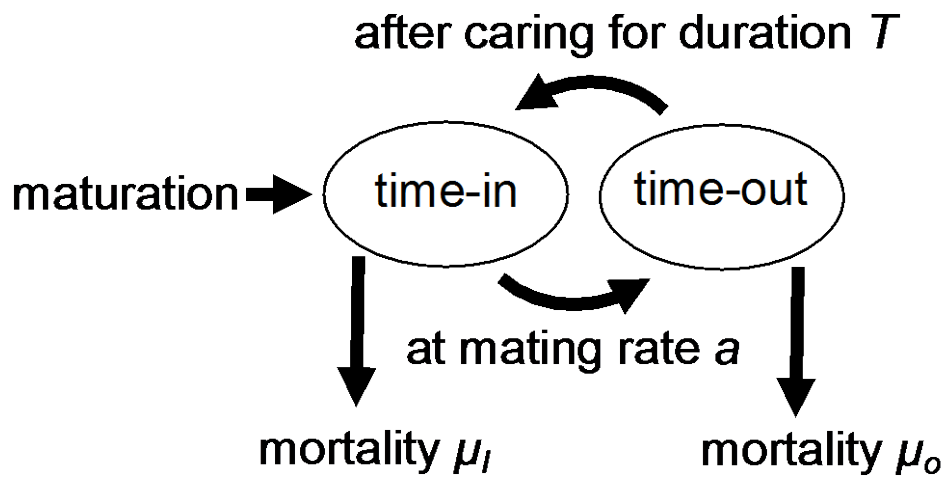 after caring for duration T
maturation
time-in
time-out
at mating rate a
mortality μI
mortality μo